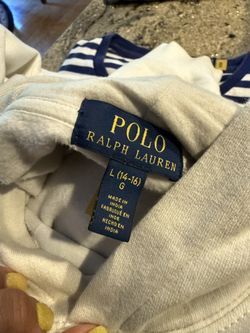 POLO
RALPH LAUREN
L (14-16)
G
MADE IN
INDIA
FABRIQUÉ EN
INDE
HECHO EN
INDIA